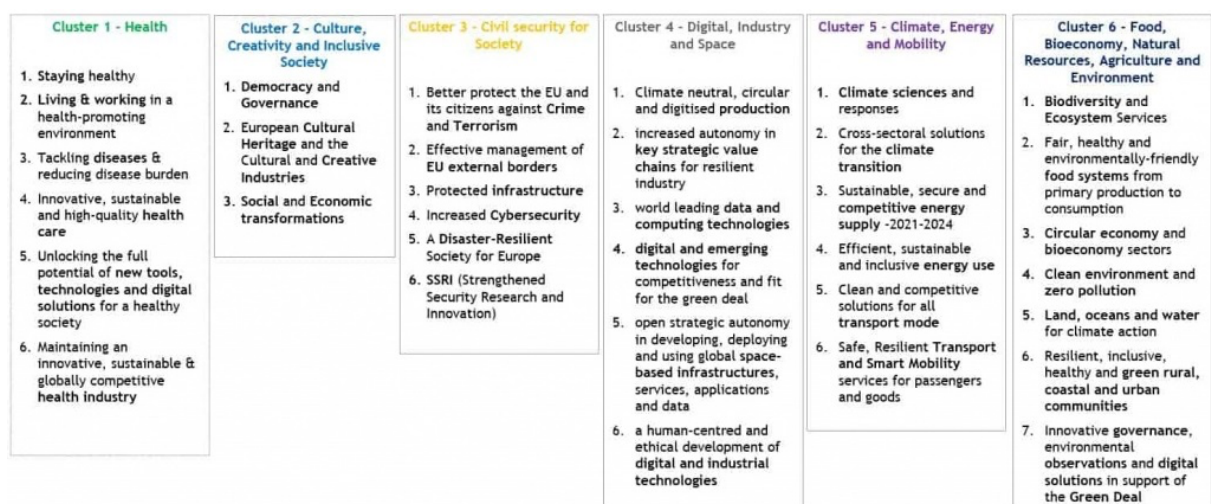 Cluster 1 - Health
1. Staying healthy
2. Living & working in a
health-promoting
environment
3. Tackling diseases &
reducing disease burden
4. Innovative, sustainable
and high-quality health
care
5. Unlocking the full
potential of new tools,
technologies and digital
solutions for a healthy
society
6. Maintaining an
innovative, sustainable &
globally competitive
health industry
Cluster 2 - Culture,
Creativity and Inclusive
Society
1. Democracy and
Governance
2. European Cultural
Heritage and the
Cultural and Creative
Industries
3. Social and Economic
transformations
Cluster 3 - Civil security for
Society
1. Better protect the EU and
its citizens against Crime
and Terrorism
2. Effective management of
EU external borders
3. Protected infrastructure
4. Increased Cybersecurity
5. A Disaster-Resilient
Society for Europe
6. SSRI (Strengthened
Security Research and
Innovation)
Cluster 4 - Digital, Industry
and Space
1. Climate neutral, circular
and digitised production
2. increased autonomy in
key strategic value
chains for resilient
industry
3. world leading data and
computing technologies
4. digital and emerging
technologies for
competitiveness and fit
for the green deal
5. open strategic autonomy
in developing, deploying
and using global space-
based infrastructures,
services, applications
and data
6. a human-centred and
ethical development of
digital and industrial
technologies
Cluster 5 - Climate, Energy
and Mobility
1. Climate sciences and
responses
2. Cross-sectoral solutions
for the climate
transition
3. Sustainable, secure and
competitive energy
supply -2021-2024
4. Efficient, sustainable
and inclusive energy use
5. Clean and competitive
solutions for all
transport mode
6. Safe, Resilient Transport
and Smart Mobility
services for passengers
and goods
Cluster 6 - Food,
Bioeconomy, Natural
Resources, Agriculture and
Environment
1. Biodiversity and
Ecosystem Services
2. Fair, healthy and
environmentally-friendly
food systems from
primary production to
consumption
3. Circular economy and
bioeconomy sectors
4. Clean environment and
zero pollution
5. Land, oceans and water
for climate action
6. Resilient, inclusive,
healthy and green rural,
coastal and urban
communities
7. Innovative governance,
environmental
observations and digital
solutions in support of
the Green Deal